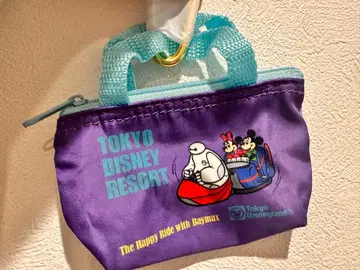 TOKYO
DISNEY
RESORT
The Happy Ride with Baymax
Tokyo
Disneyland